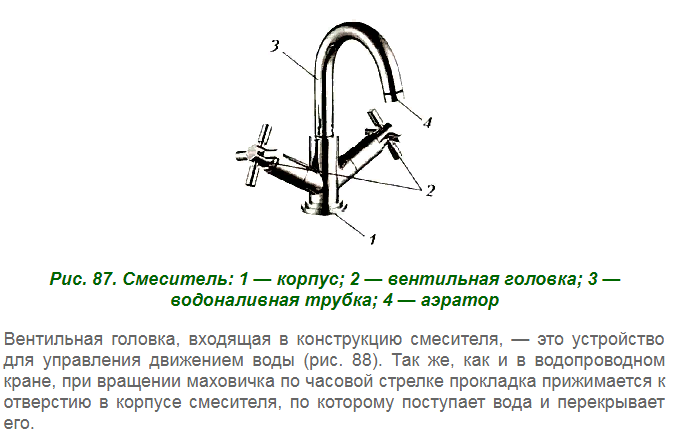 3
4
2
1
Рис. 87. Смеситель: 1 — корпус; 2 — вентильная головка; 3 —
водоналивная трубка; 4 — аэратор
Вентильная головка, входящая в конструкцию смесителя, — это устройство
для управления движением воды (рис. 88). Так же, как и в водопроводном
кране, при вращении маховичка по часовой стрелке прокладка прижимается к
отверстию в корпусе смесителя, по которому поступает вода и перекрывает
его.